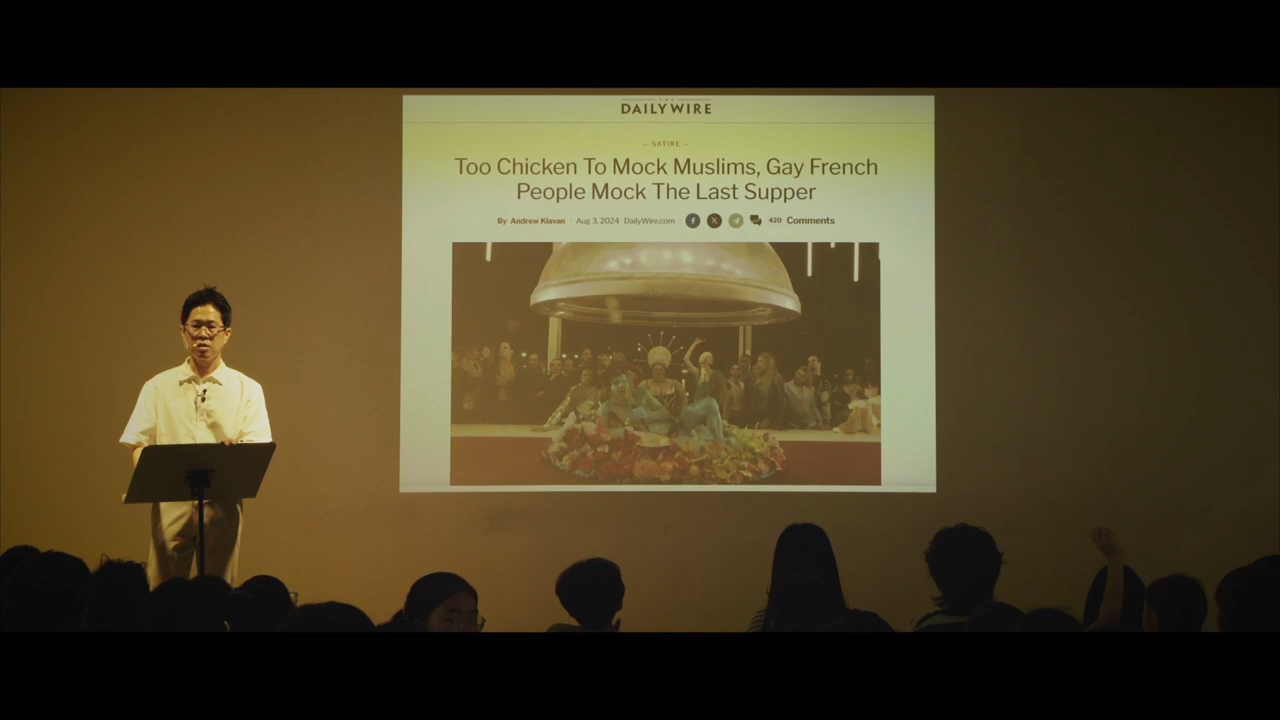 DAILYWIRE
— SATIRE —
Too Chicken To Mock Muslims, Gay French
People Mock The Last Supper
By Andrew Klavan · Aug 3, 2024 DailyWire.com · 420 Comments